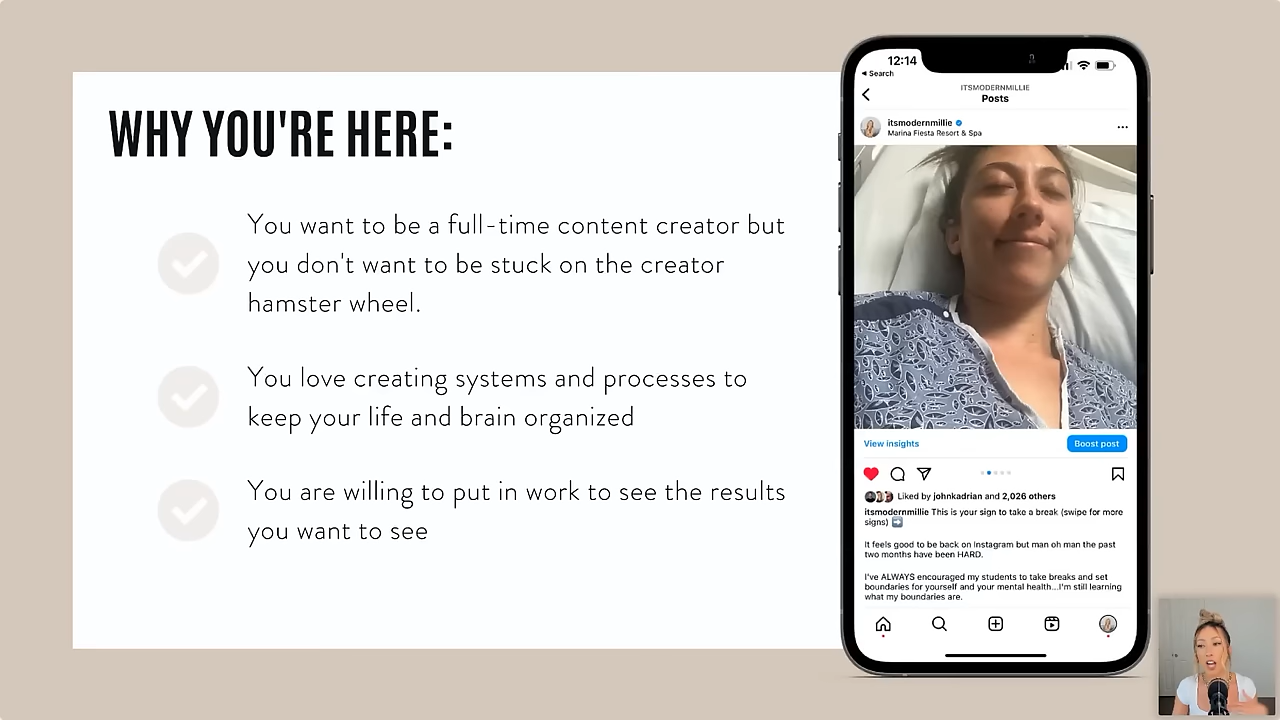 WHY YOU'RE HERE:
You want to be a full-time content creator but
you don't want to be stuck on the creator
hamster wheel.
You love creating systems and processes to
keep your life and brain organized
You are willing to put in work to see the results
you want to see
12:14
Search
ITSMODERNMILLIE
Posts
itsmodernmillie
Marina Fiesta Resort & Spa
View insights
Boost post
Liked by johnkadrian and 2,026 others
itsmodernmillie This is your sign to take a break (swipe for more
signs)
It feels good to be back on Instagram but man oh man the past
two months have been HARD.
I've ALWAYS encouraged my students to take breaks and set
boundaries for yourself and your mental health...I'm still learning
what my boundaries are.